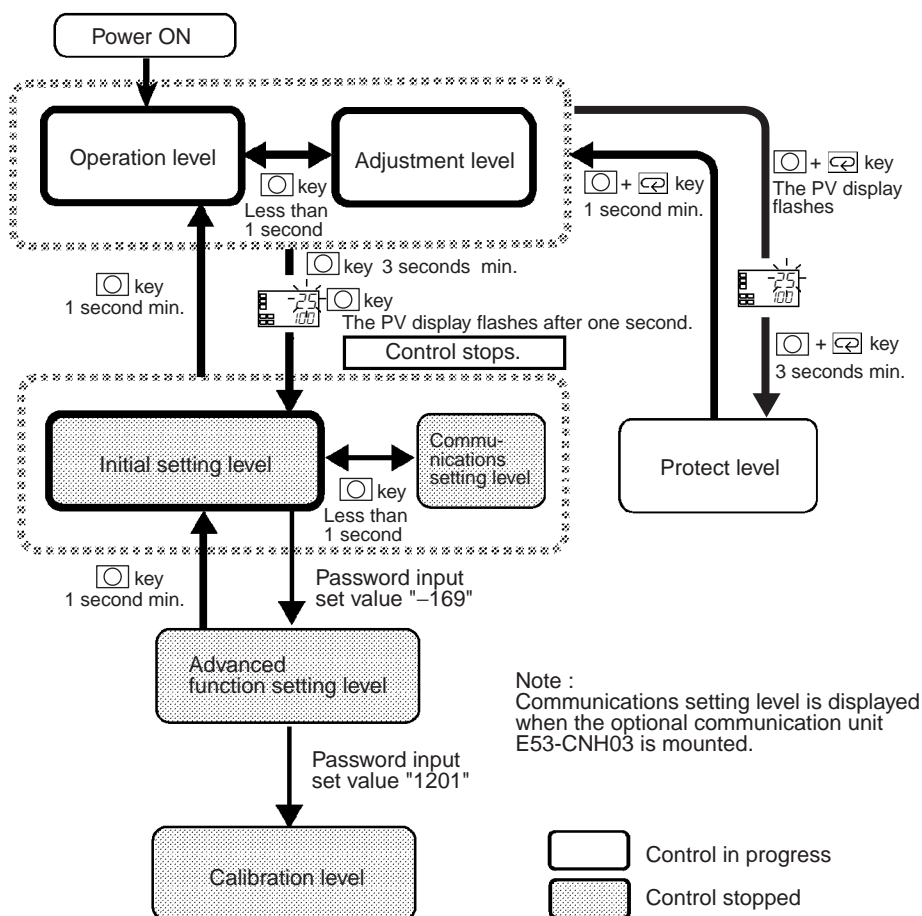 Power ON
Operation level
Adjustment level
key
Less than
1 second
+ key
1 second min.
+ key
The PV display
flashes
key
1 second min.
key 3 seconds min.
-25
100
key
The PV display flashes after one second.
Control stops.
-25
100
+ key
3 seconds min.
Initial setting level
Commu-
nications
setting level
key
Less than
1 second
Protect level
key
1 second min.
Password input
set value "–169"
Advanced
function setting level
Note :
Communications setting level is displayed
when the optional communication unit
E53-CNH03 is mounted.
Password input
set value "1201"
Calibration level
Control in progress
Control stopped